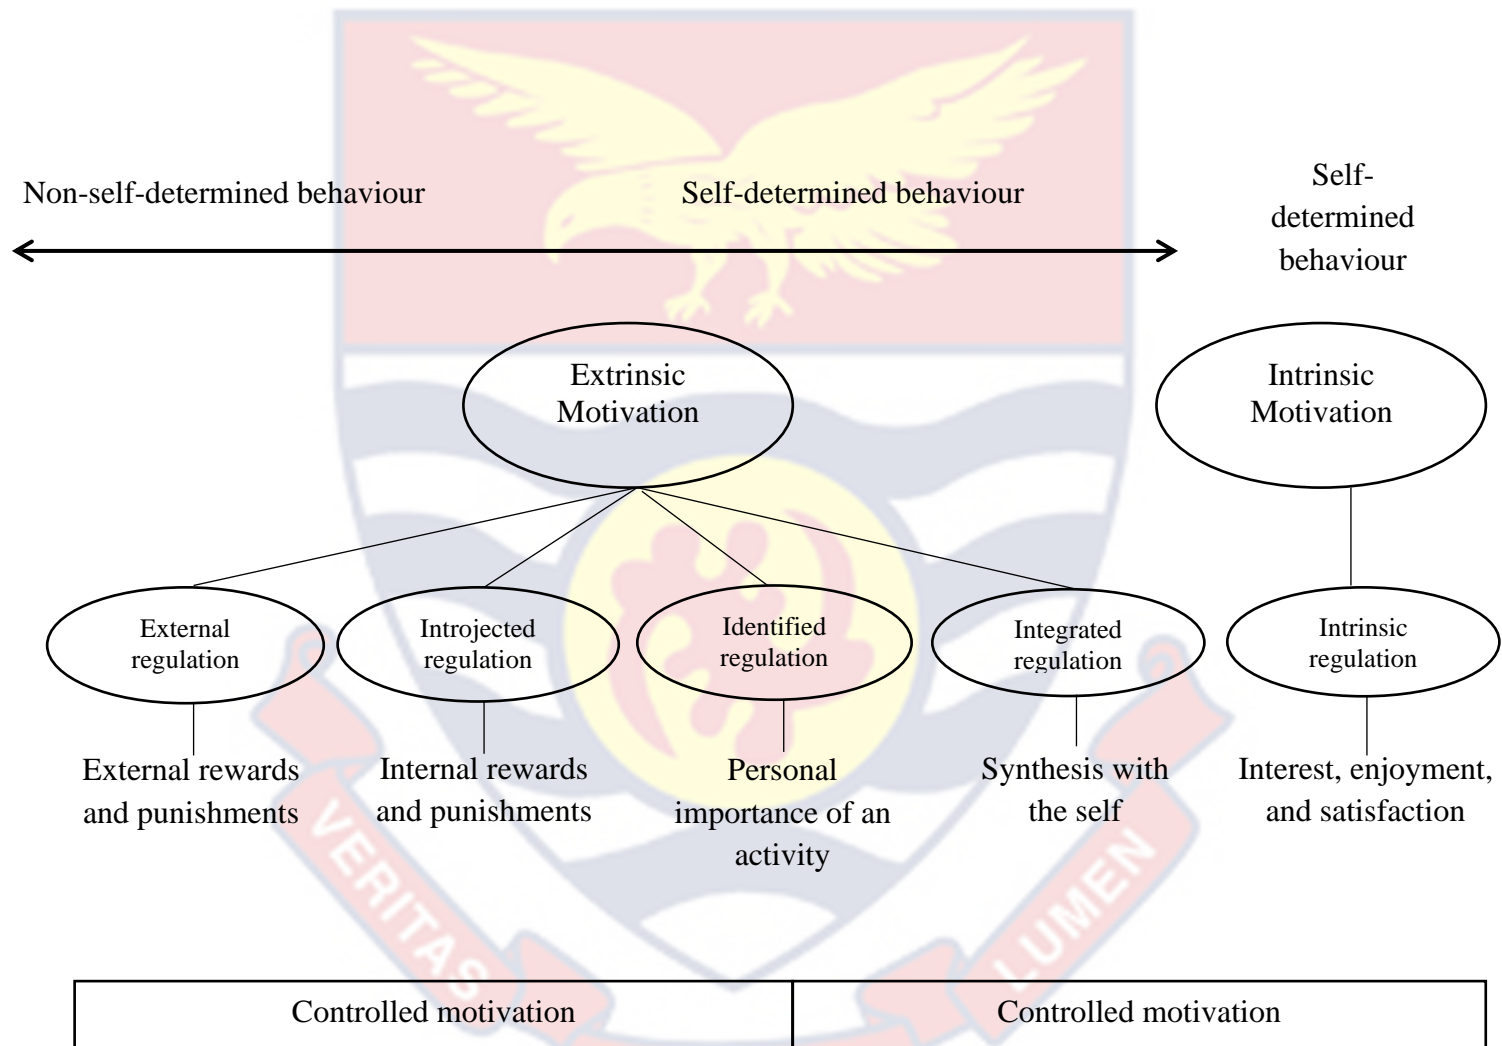 Non-self-determined behaviour
Self-determined behaviour
Self-
determined
behaviour
Extrinsic
Motivation
Intrinsic
Motivation
External
regulation
Introjected
regulation
Identified
regulation
Integrated
regulation
Intrinsic
regulation
External rewards
and punishments
Internal rewards
and punishments
Personal
importance of an
activity
Synthesis with
the self
Interest, enjoyment,
and satisfaction
VERITAS
LUMEN
Controlled motivation
Controlled motivation